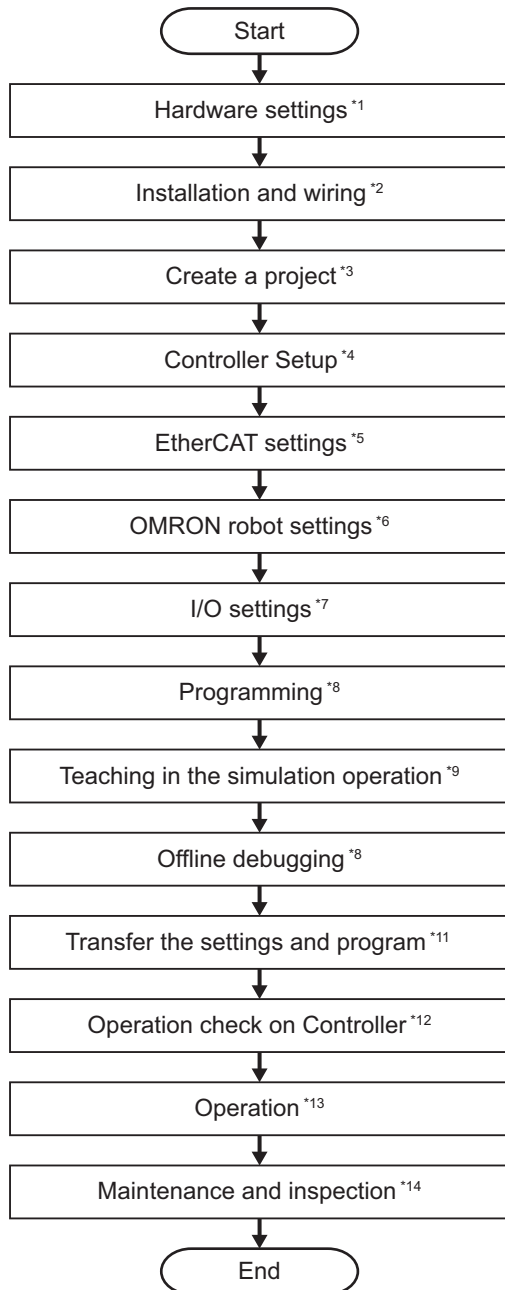 Start
Hardware settings *1
Installation and wiring *2
Create a project *3
Controller Setup *4
EtherCAT settings *5
OMRON robot settings *6
I/O settings *7
Programming *8
Teaching in the simulation operation *9
Offline debugging *8
Transfer the settings and program *11
Operation check on Controller *12
Operation *13
Maintenance and inspection *14
End